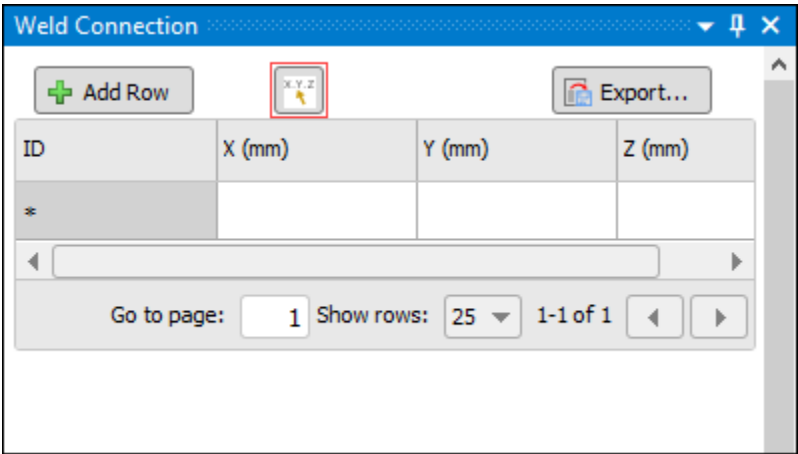 Weld Connection
Add Row X.Y.Z Export...
ID X (mm) Y (mm) Z (mm)
*
Go to page: 1 Show rows: 25 1-1 of 1